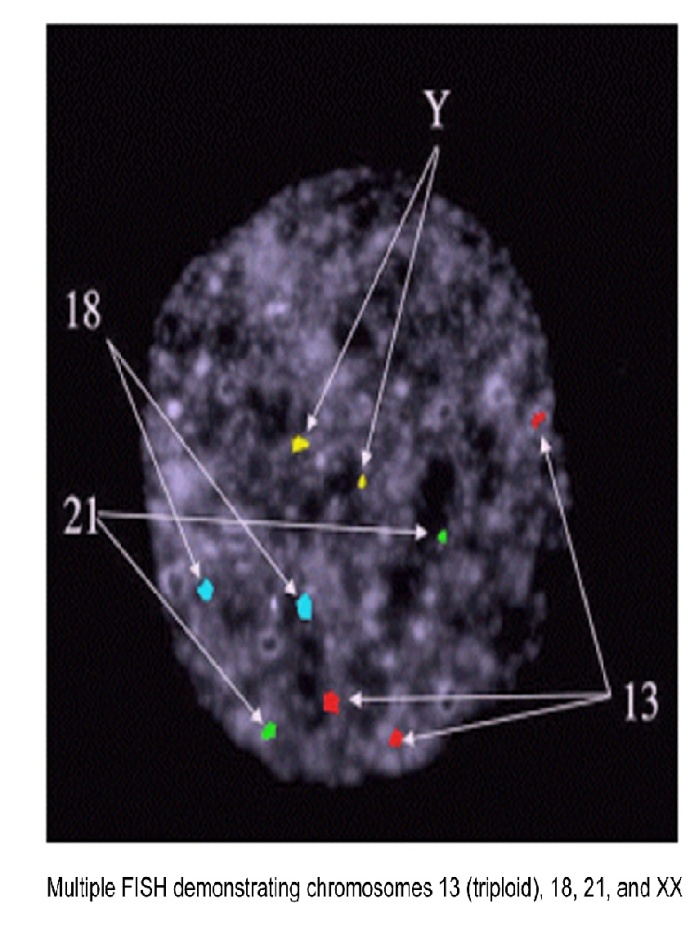 Y
18
21
13
Multiple FISH demonstrating chromosomes 13 (triploid), 18, 21, and XX